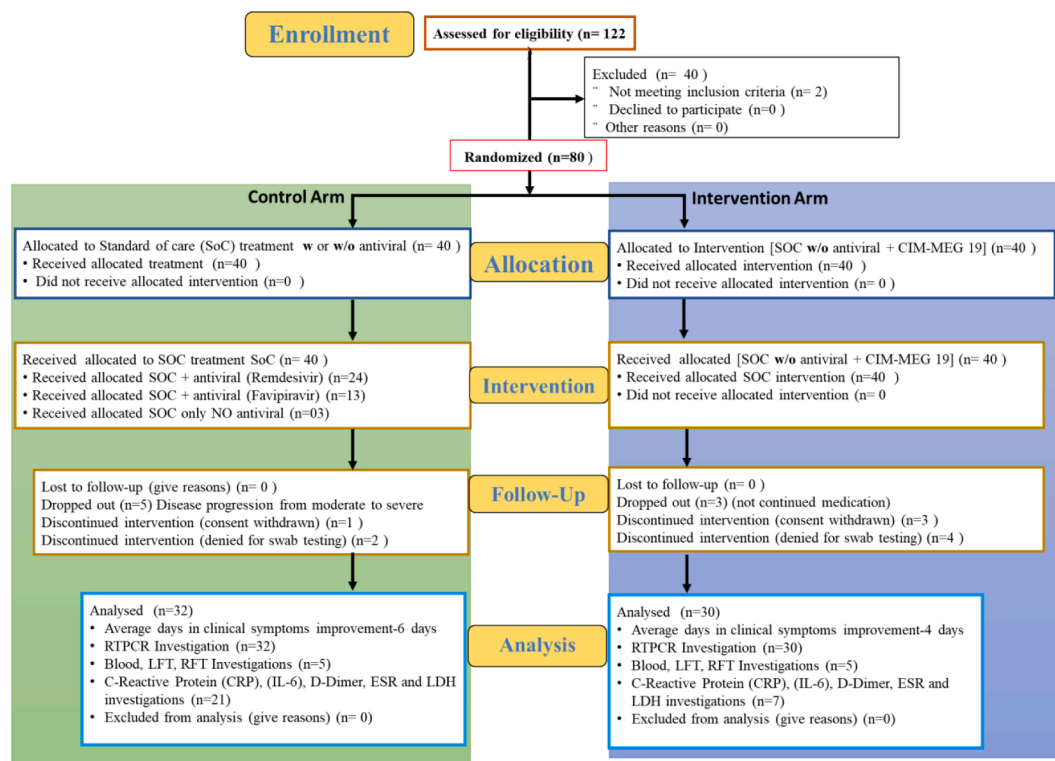 Enrollment
Assessed for eligibility (n= 122
Excluded (n= 40 )
¨ Not meeting inclusion criteria (n= 2)
¨ Declined to participate (n=0 )
¨ Other reasons (n= 0)
Randomized (n=80 )
Control Arm
Intervention Arm
Allocated to Standard of care (SoC) treatment w or w/o antiviral (n= 40 )
• Received allocated treatment (n=40 )
• Did not receive allocated intervention (n=0 )
Allocation
Allocated to Intervention [SOC w/o antiviral + CIM-MEG 19] (n=40 )
• Received allocated intervention (n=40 )
• Did not receive allocated intervention (n= 0 )
Received allocated to SOC treatment SoC (n= 40 )
• Received allocated SOC + antiviral (Remdesivir) (n=24)
• Received allocated SOC + antiviral (Favipiravir) (n=13)
• Received allocated SOC only NO antiviral (n=03)
Intervention
Received allocated [SOC w/o antiviral + CIM-MEG 19] (n= 40 )
• Received allocated SOC intervention (n=40 )
• Did not receive allocated intervention (n= 0
Lost to follow-up (give reasons) (n= 0 )
Dropped out (n=5) Disease progression from moderate to severe
Discontinued intervention (consent withdrawn) (n=1 )
Discontinued intervention (denied for swab testing) (n=2 )
Follow-Up
Lost to follow-up (n= 0 )
Dropped out (n=3) (not continued medication)
Discontinued intervention (consent withdrawn) (n=3 )
Discontinued intervention (denied for swab testing) (n=4 )
Analysed (n=32)
• Average days in clinical symptoms improvement-6 days
• RTPCR Investigation (n=32)
• Blood, LFT, RFT Investigations (n=5)
• C-Reactive Protein (CRP), (IL-6), D-Dimer, ESR and LDH
investigations (n=21)
• Excluded from analysis (give reasons) (n= 0)
Analysis
Analysed (n=30)
• Average days in clinical symptoms improvement-4 days
• RTPCR Investigation (n=30)
• Blood, LFT, RFT Investigations (n=5)
• C-Reactive Protein (CRP), (IL-6), D-Dimer, ESR and
LDH investigations (n=7)
• Excluded from analysis (give reasons) (n=0)